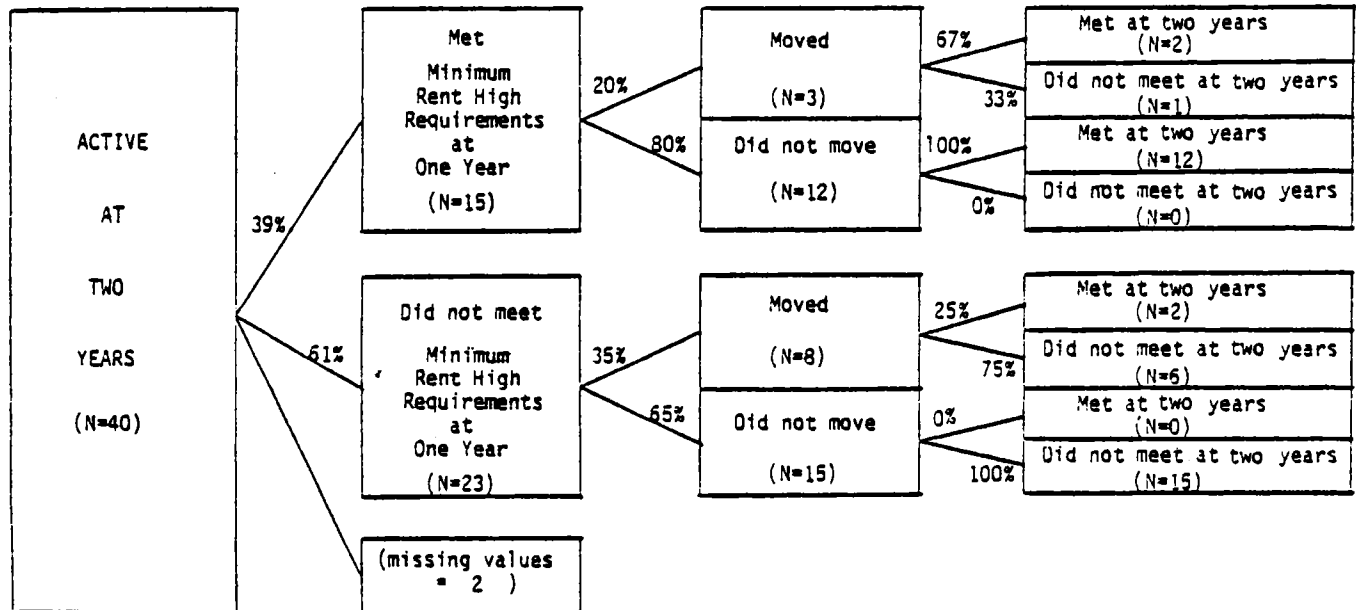 ACTIVE
AT
TWO
YEARS
(N=40)
39%
61%
Met
Minimum
Rent High
Requirements
at
One Year
(N=15)
20%
80%
Moved
(N=3)
Did not move
(N=12)
67%
33%
100%
0%
Met at two years
(N=2)
Did not meet at two years
(N=1)
Met at two years
(N=12)
Did not meet at two years
(N=0)
Did not meet
Minimum
Rent High
Requirements
at
One Year
(N=23)
35%
65%
Moved
(N=8)
Did not move
(N=15)
25%
75%
0%
100%
Met at two years
(N=2)
Did not meet at two years
(N=6)
Met at two years
(N=0)
Did not meet at two years
(N=15)
(missing values
= 2 )